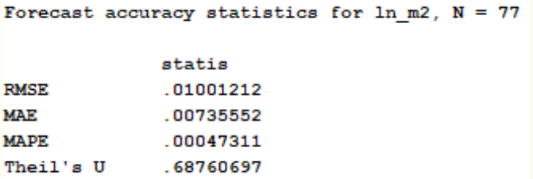 Forecast accuracy statistics for ln_m2, N = 77
statis
RMSE .01001212
MAE .00735552
MAPE .00047311
Theil's U .68760697